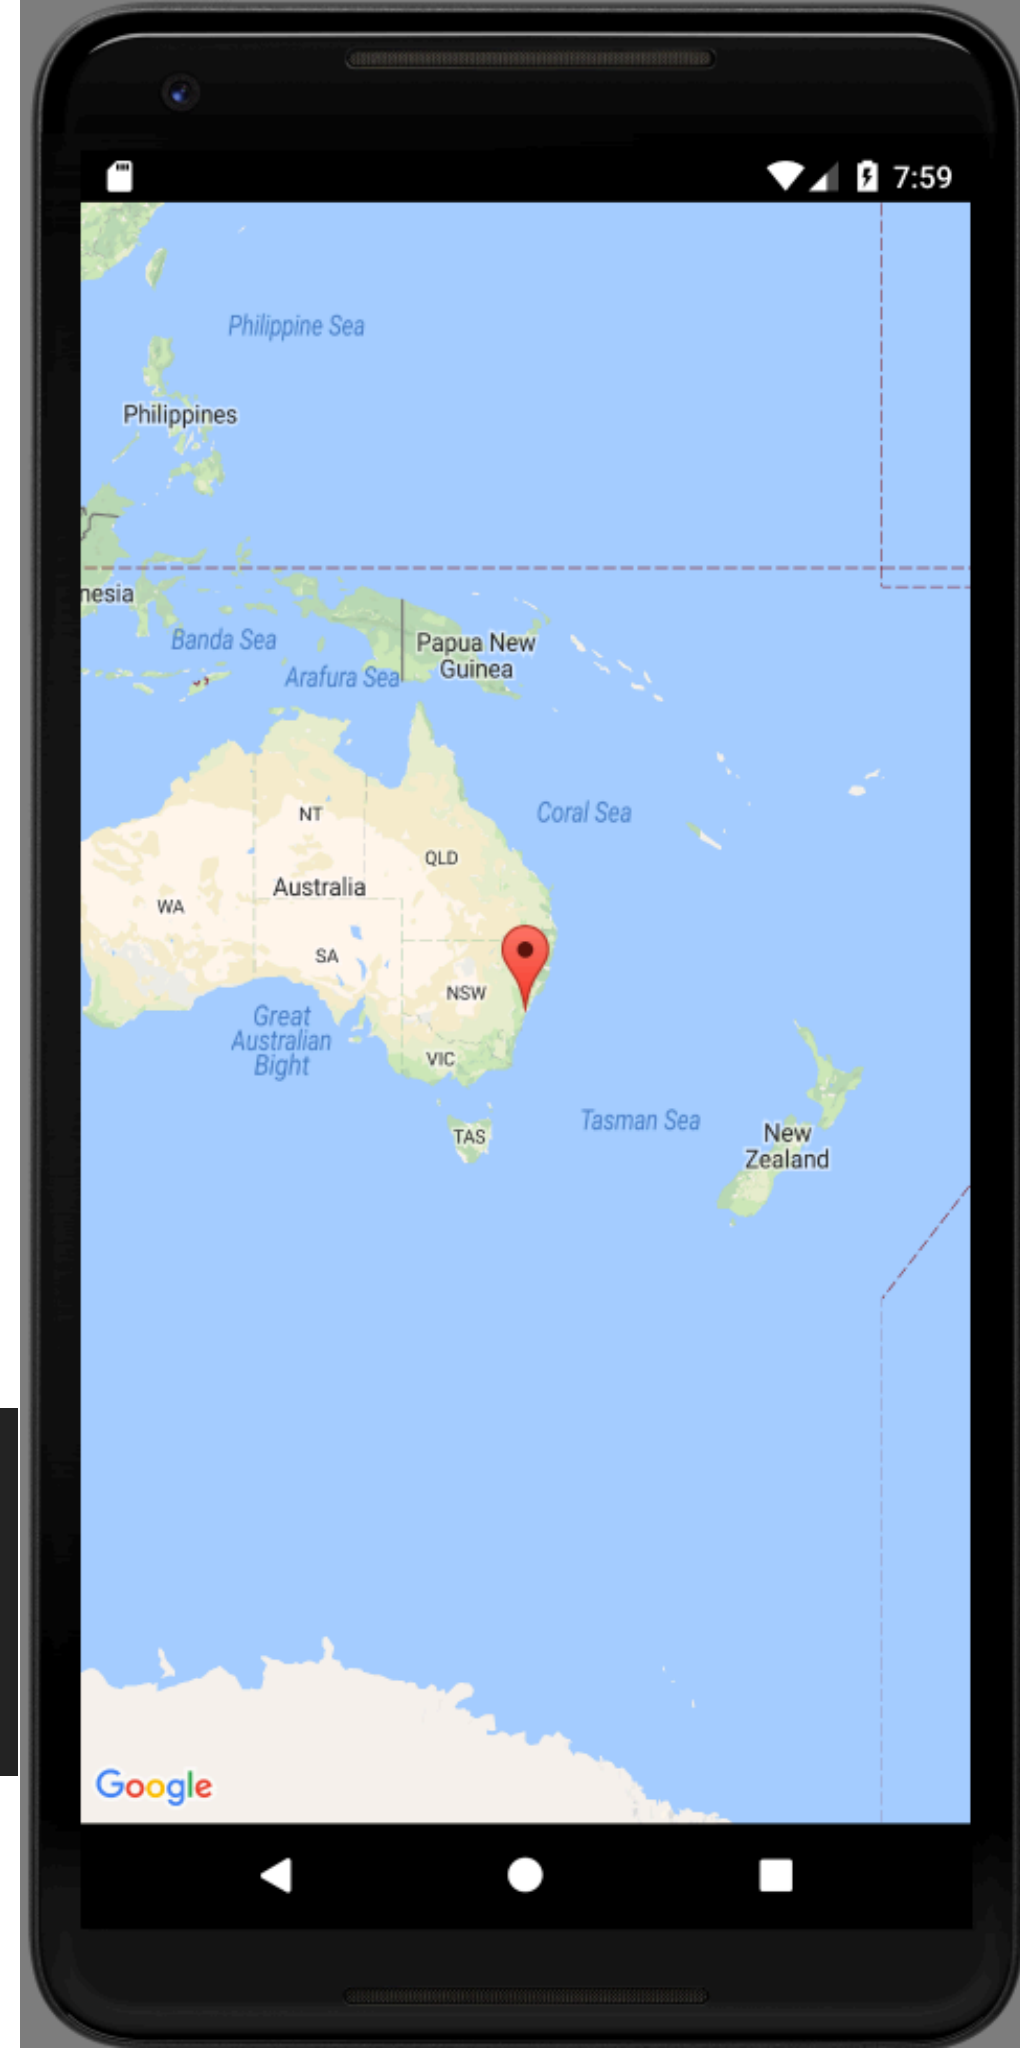 7:59
Philippine Sea
Philippines
nesia
Banda Sea
Papua New
Guinea
Arafura Sea
NT
Coral Sea
QLD
Australia
WA
SA
NSW
Great
Australian
Bight
VIC
Tasman Sea
TAS
New
Zealand
Google